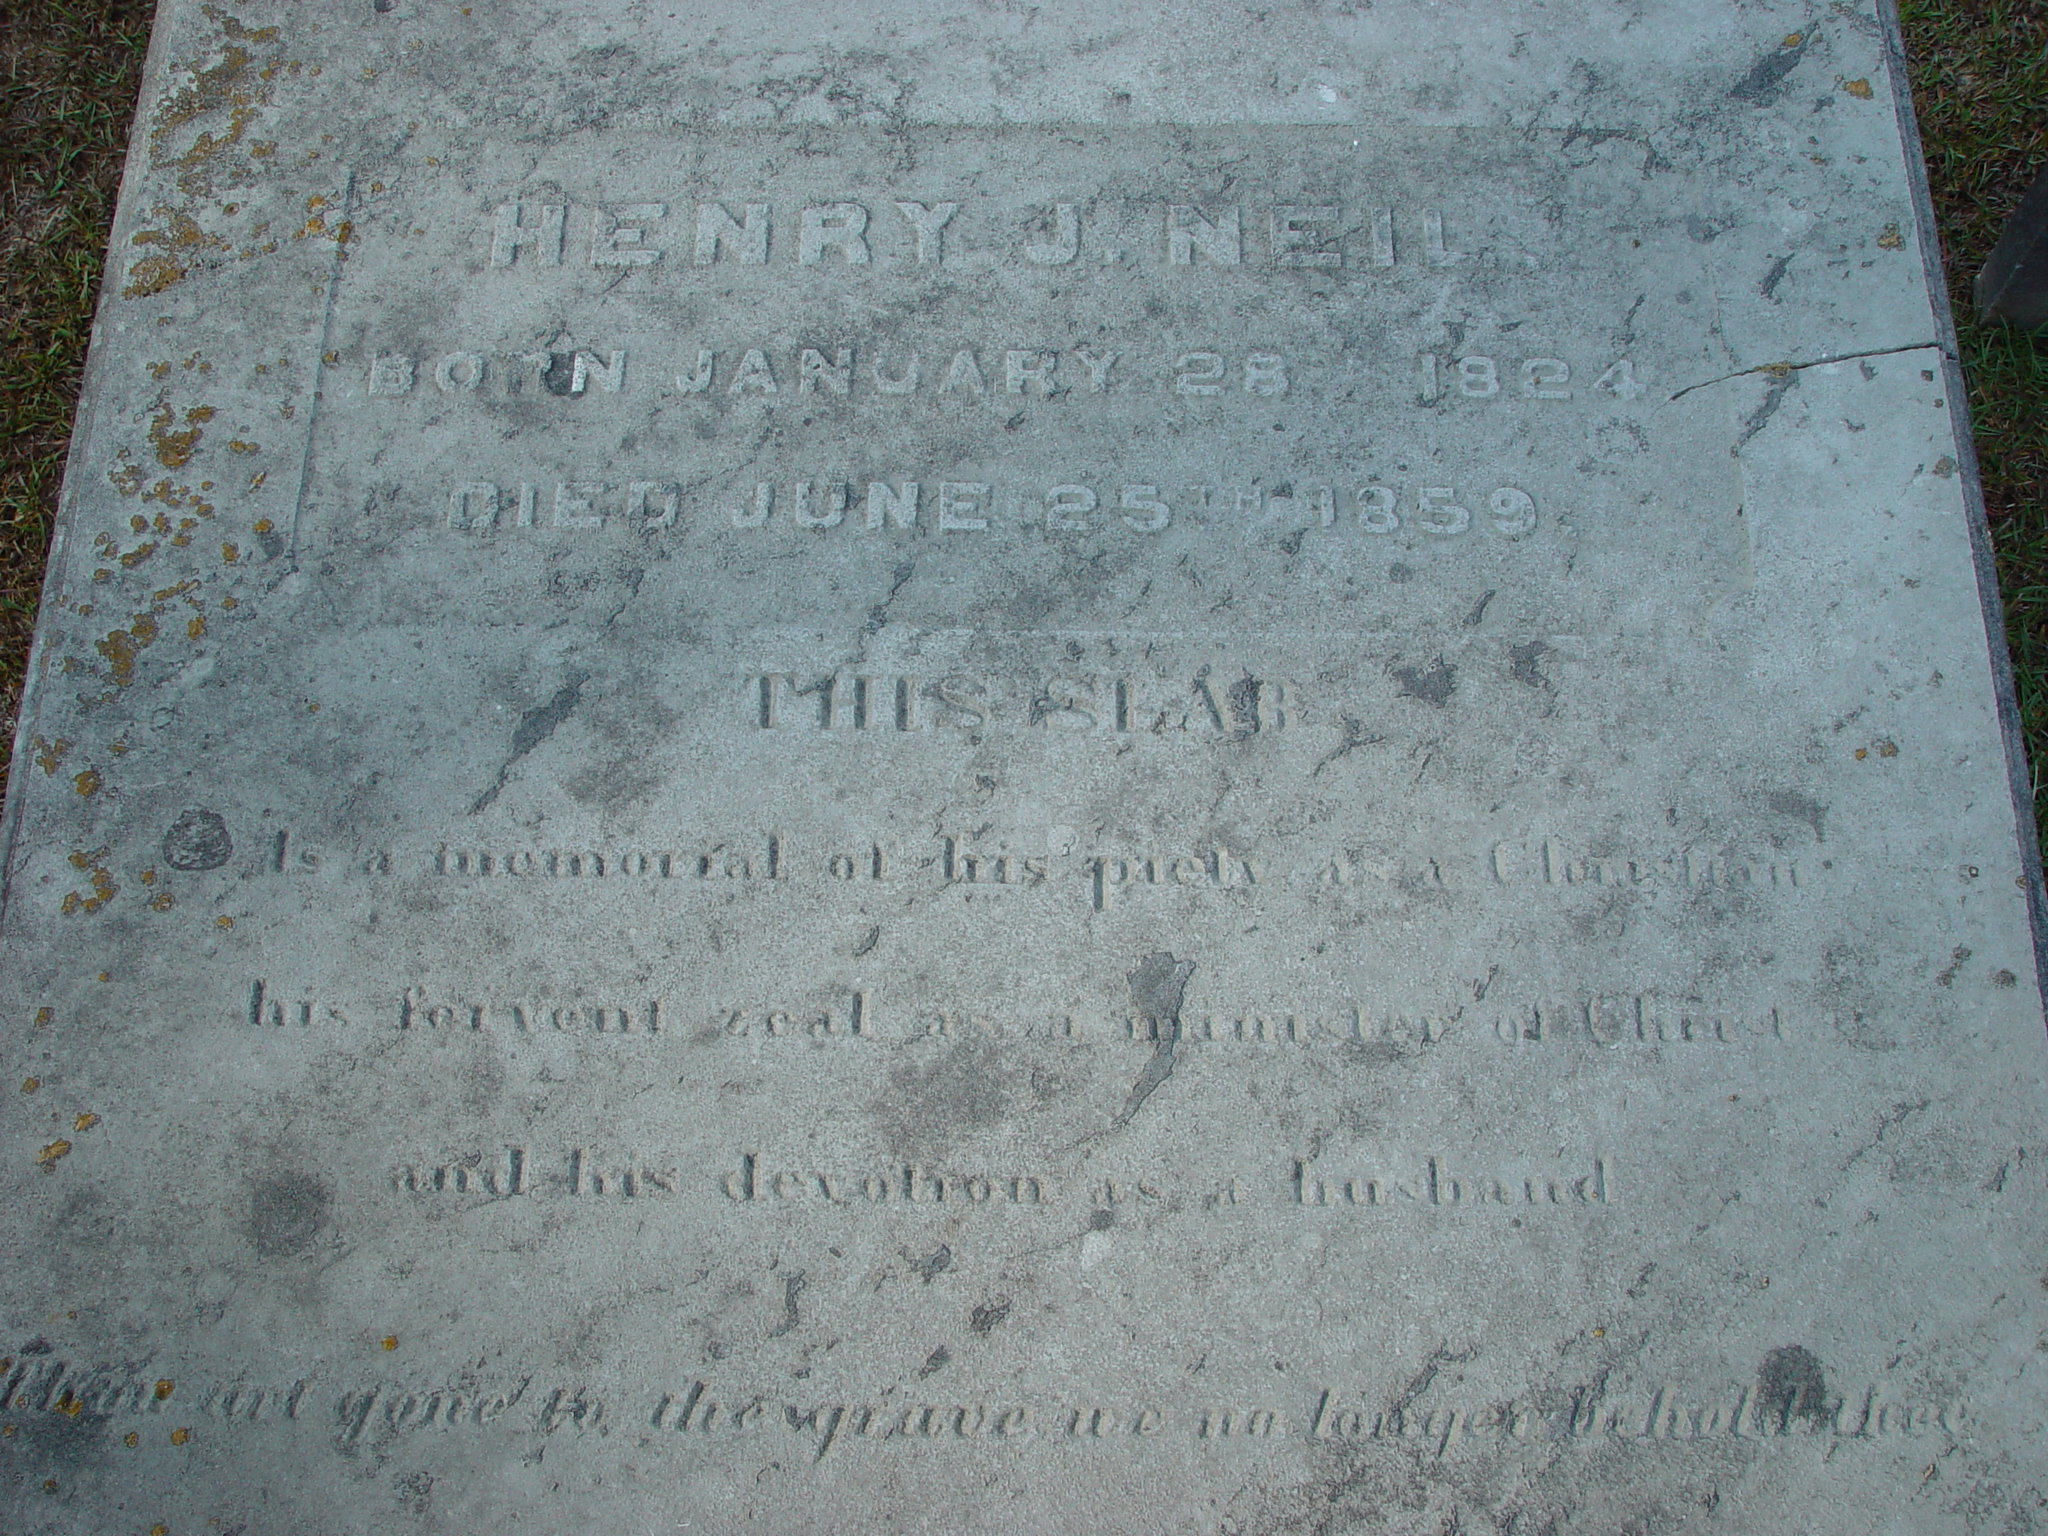 HENRY J. NEIL
BORN JANUARY 28TH 1824
DIED JUNE 25TH 1859
THIS SLAB
Is a memorial of his piety as a Christian
his fervent zeal as a minister of Christ
and his devotion as a husband
Thou art gone to the grave we no longer behold thee